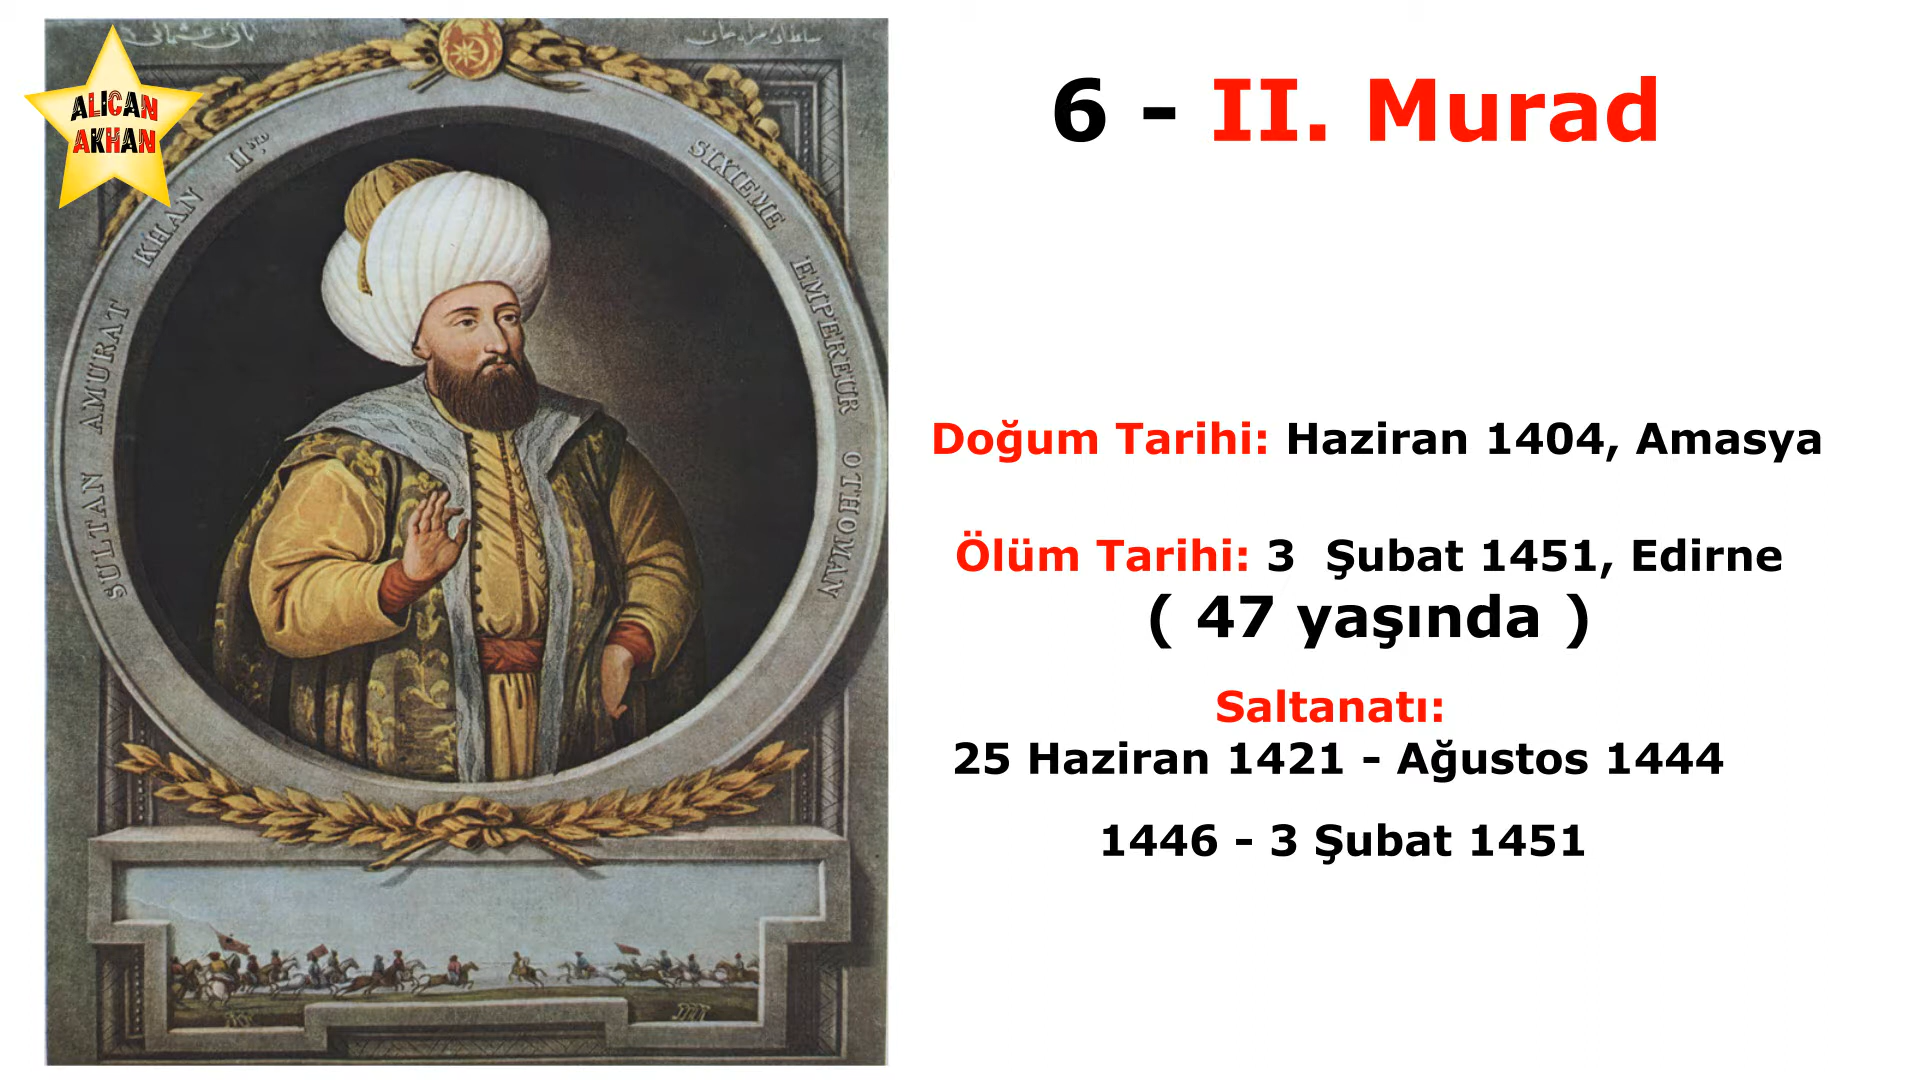 ALICAN
AKHAN
SULTAN AMURAT KHAN II
SIXIEME EMPEREUR OTHOMAN
6 - II. Murad
Doğum Tarihi: Haziran 1404, Amasya
Ölüm Tarihi: 3 Şubat 1451, Edirne
( 47 yaşında )
Saltanatı:
25 Haziran 1421 - Ağustos 1444
1446 - 3 Şubat 1451